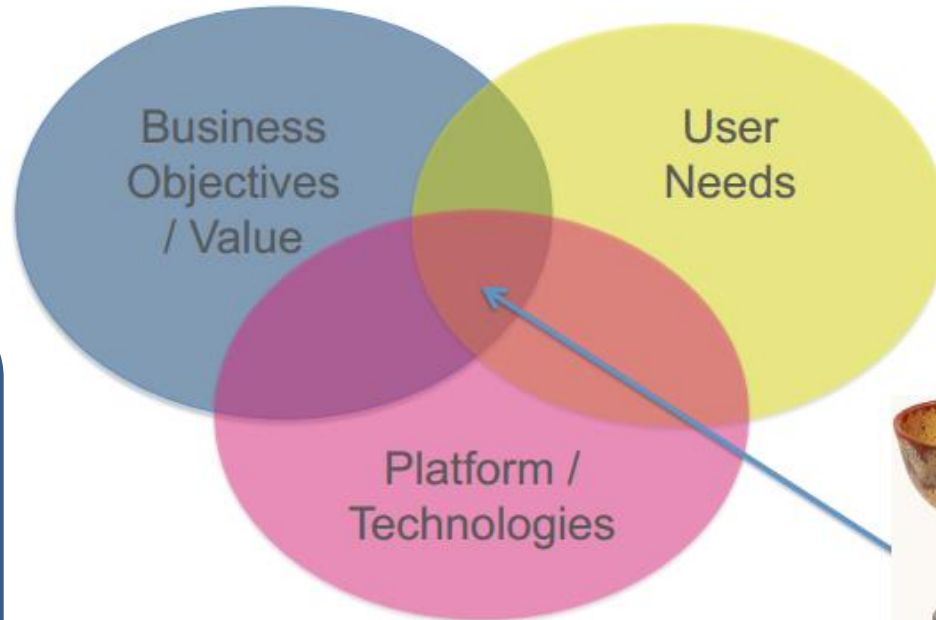 Business
Objectives
/ Value
User
Needs
Platform /
Technologies